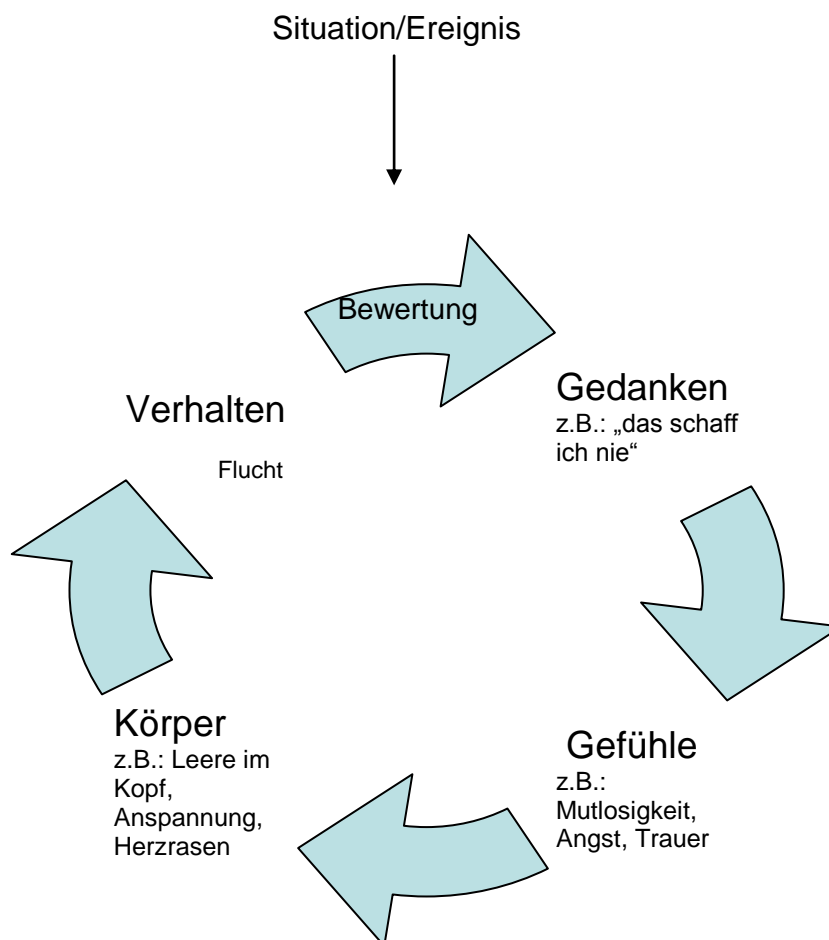 Situation/Ereignis
Bewertung
Gedanken
z.B.: „das schaff
ich nie“
Verhalten
Flucht
Körper
z.B.: Leere im
Kopf,
Anspannung,
Herzrasen
Gefühle
z.B.:
Mutlosigkeit,
Angst, Trauer